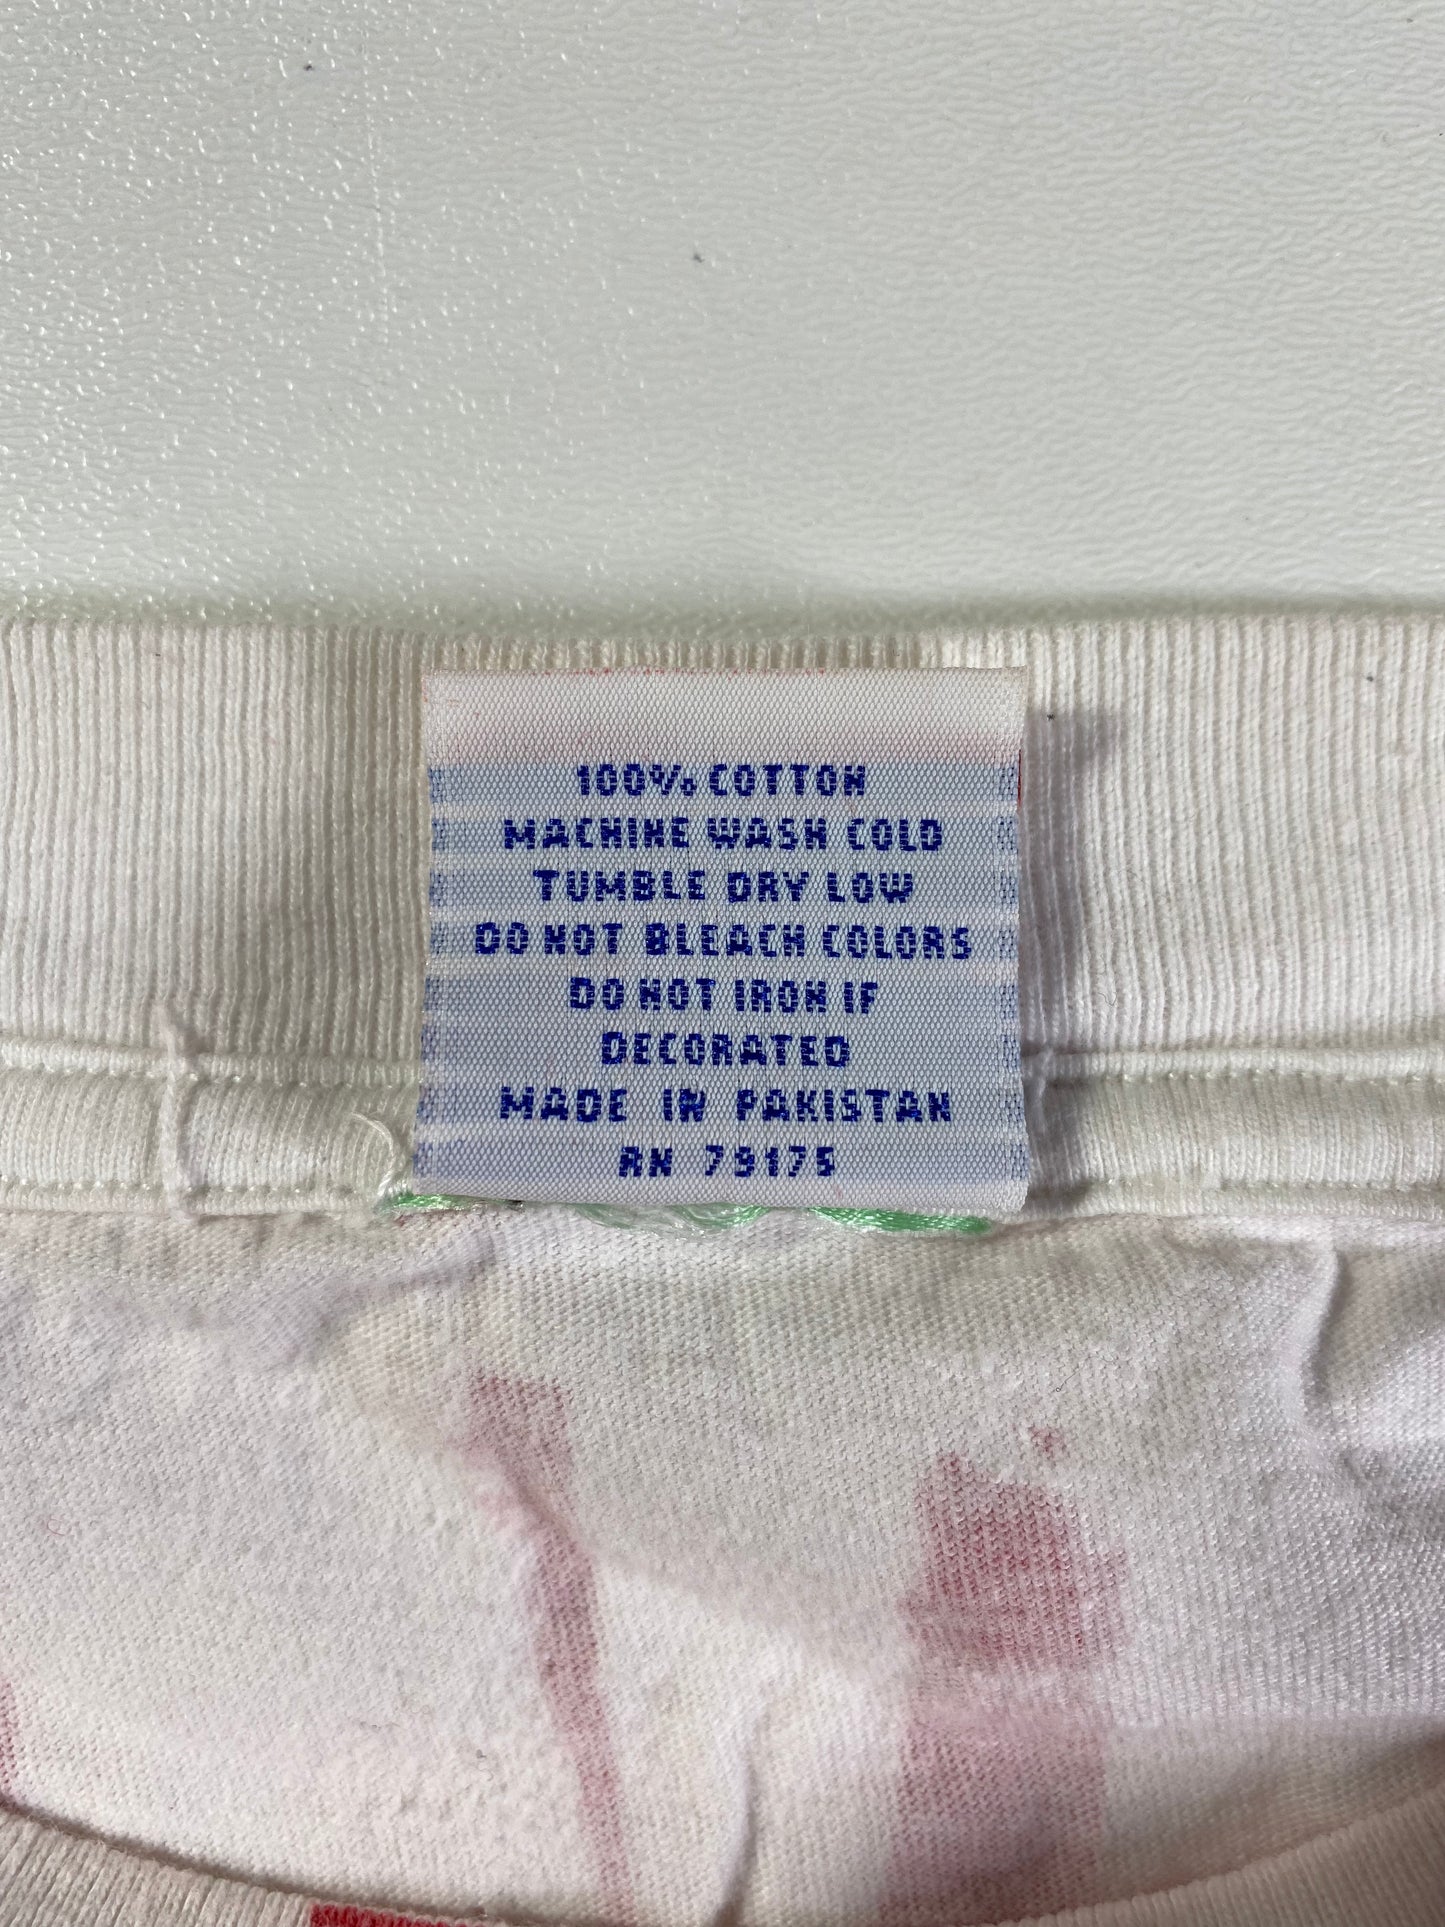 100% COTTON
MACHINE WASH COLD
TUMBLE DRY LOW
DO NOT BLEACH COLORS
DO NOT IRON IF
DECORATED
MADE IN PAKISTAN
RN 79175